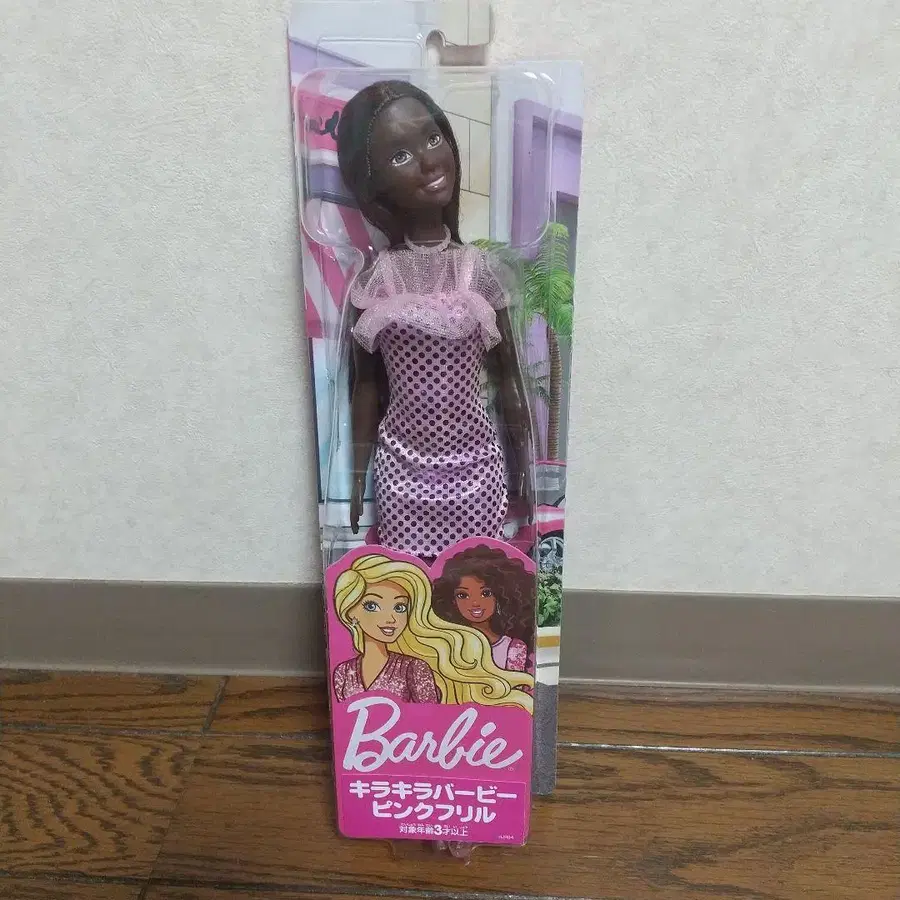 Barbie
キラキラバービー
ピンクフリル
対象年齢3才以上